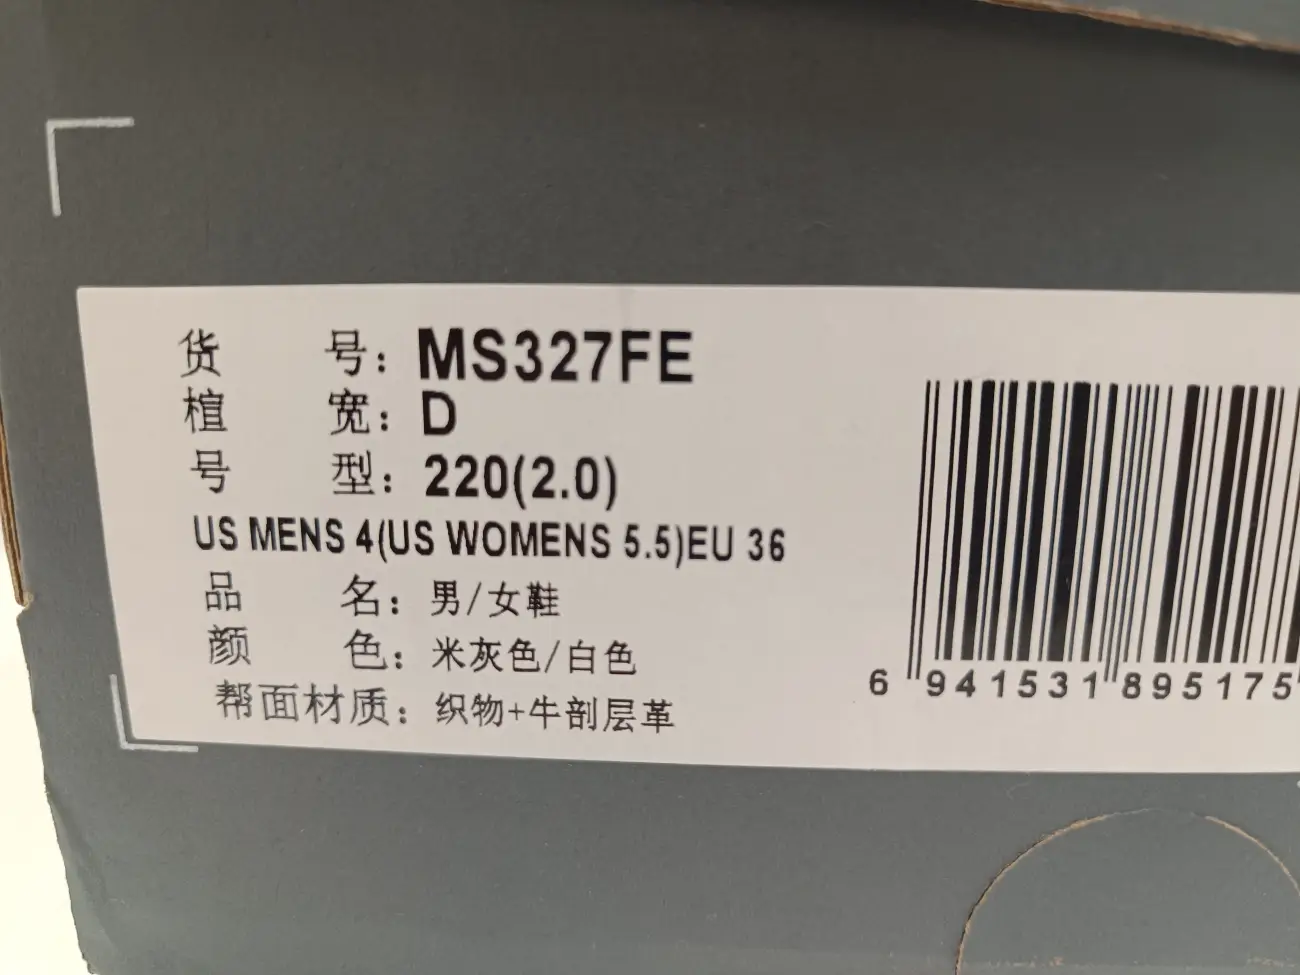 货 号：MS327FE
楦 宽：D
号 型：220(2.0)
US MENS 4(US WOMENS 5.5)EU 36
品 名：男/女鞋
颜 色：米灰色/白色
帮面材质：织物+牛剖层革
6 941531 895175